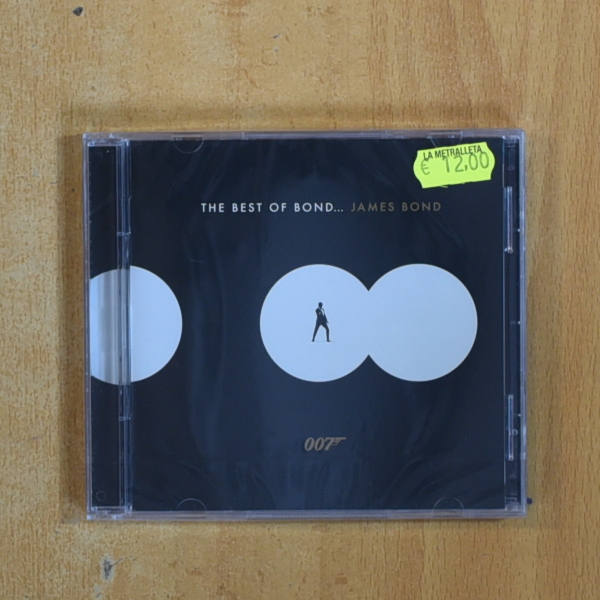 LA METRALLETA
€ 12,00
THE BEST OF BOND... JAMES BOND
007